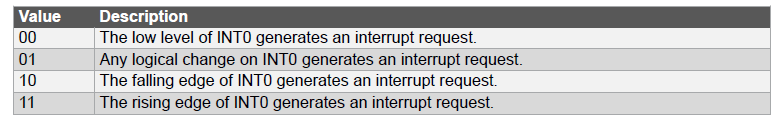 Value Description
00 The low level of INT0 generates an interrupt request.
01 Any logical change on INT0 generates an interrupt request.
10 The falling edge of INT0 generates an interrupt request.
11 The rising edge of INT0 generates an interrupt request.